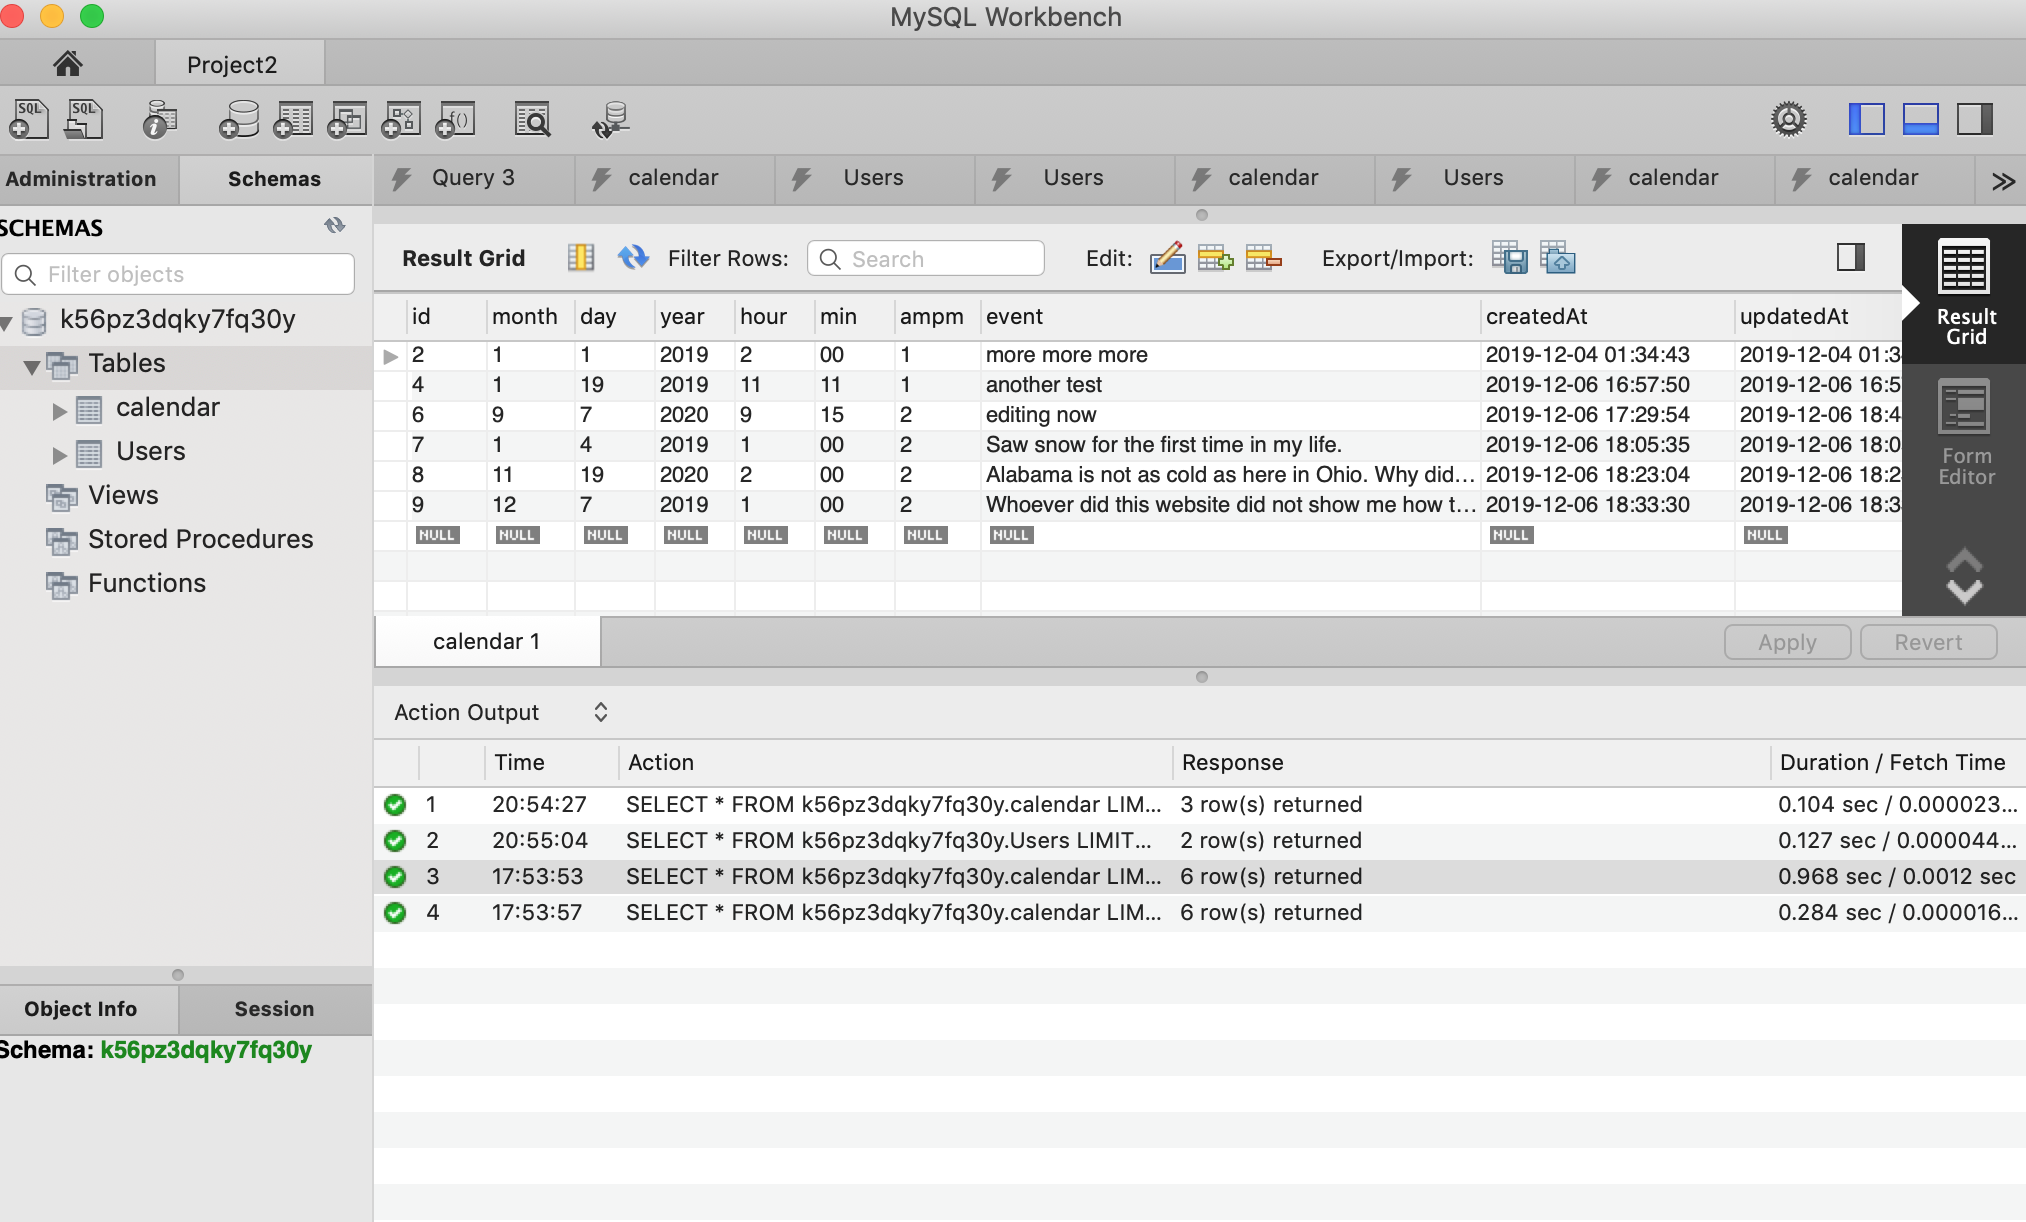 MySQL Workbench
Project2
SQL SQL
Administration Schemas Query 3 calendar Users Users calendar Users calendar calendar
SCHEMAS
Filter objects
k56pz3dqky7fq30y
Tables
calendar
Users
Views
Stored Procedures
Functions
Result Grid Filter Rows: Search Edit: Export/Import:
id month day year hour min ampm event createdAt updatedAt
2 1 1 2019 2 00 1 more more more 2019-12-04 01:34:43 2019-12-04 01:3
4 1 19 2019 11 11 1 another test 2019-12-06 16:57:50 2019-12-06 16:5
6 9 7 2020 9 15 2 editing now 2019-12-06 17:29:54 2019-12-06 18:4
7 1 4 2019 1 00 2 Saw snow for the first time in my life. 2019-12-06 18:05:35 2019-12-06 18:0
8 11 19 2020 2 00 2 Alabama is not as cold as here in Ohio. Why did... 2019-12-06 18:23:04 2019-12-06 18:2
9 12 7 2019 1 00 2 Whoever did this website did not show me how t... 2019-12-06 18:33:30 2019-12-06 18:3
NULL NULL NULL NULL NULL NULL NULL NULL NULL NULL
Result
Grid
Form
Editor
calendar 1 Apply Revert
Action Output
Time Action Response Duration / Fetch Time
1 20:54:27 SELECT * FROM k56pz3dqky7fq30y.calendar LIM... 3 row(s) returned 0.104 sec / 0.000023...
2 20:55:04 SELECT * FROM k56pz3dqky7fq30y.Users LIMIT... 2 row(s) returned 0.127 sec / 0.000044...
3 17:53:53 SELECT * FROM k56pz3dqky7fq30y.calendar LIM... 6 row(s) returned 0.968 sec / 0.0012 sec
4 17:53:57 SELECT * FROM k56pz3dqky7fq30y.calendar LIM... 6 row(s) returned 0.284 sec / 0.000016...
Object Info Session
Schema: k56pz3dqky7fq30y